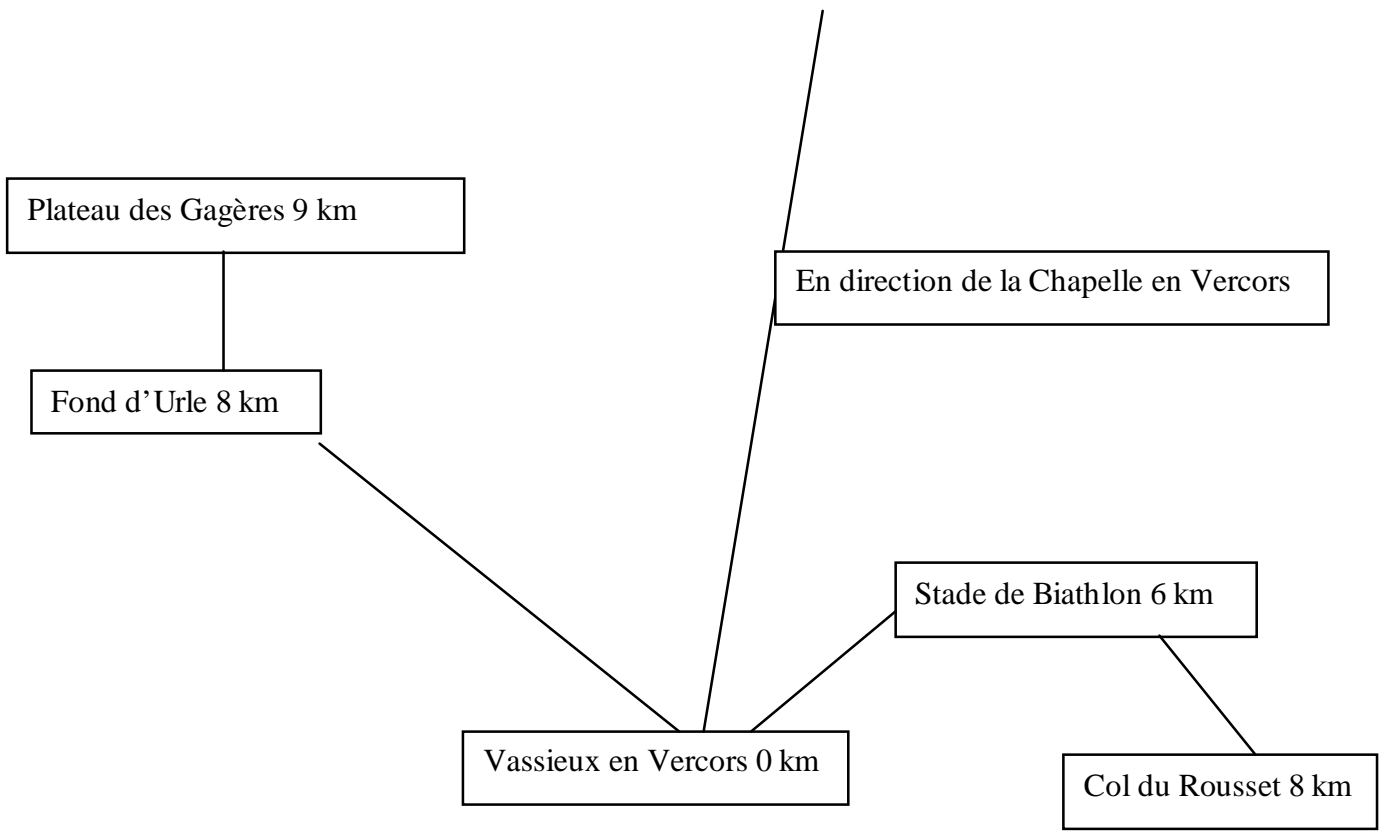 Plateau des Gagères 9 km
En direction de la Chapelle en Vercors
Fond d’Urle 8 km
Stade de Biathlon 6 km
Vassieux en Vercors 0 km
Col du Rousset 8 km